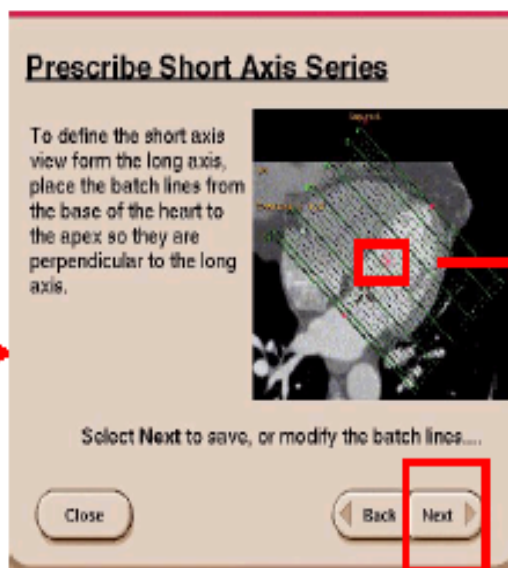 Prescribe Short Axis Series
To define the short axis
view form the long axis,
place the batch lines from
the base of the heart to
the apex so they are
perpendicular to the long
axis.
Select Next to save, or modify the batch lines....
Close
Back
Next